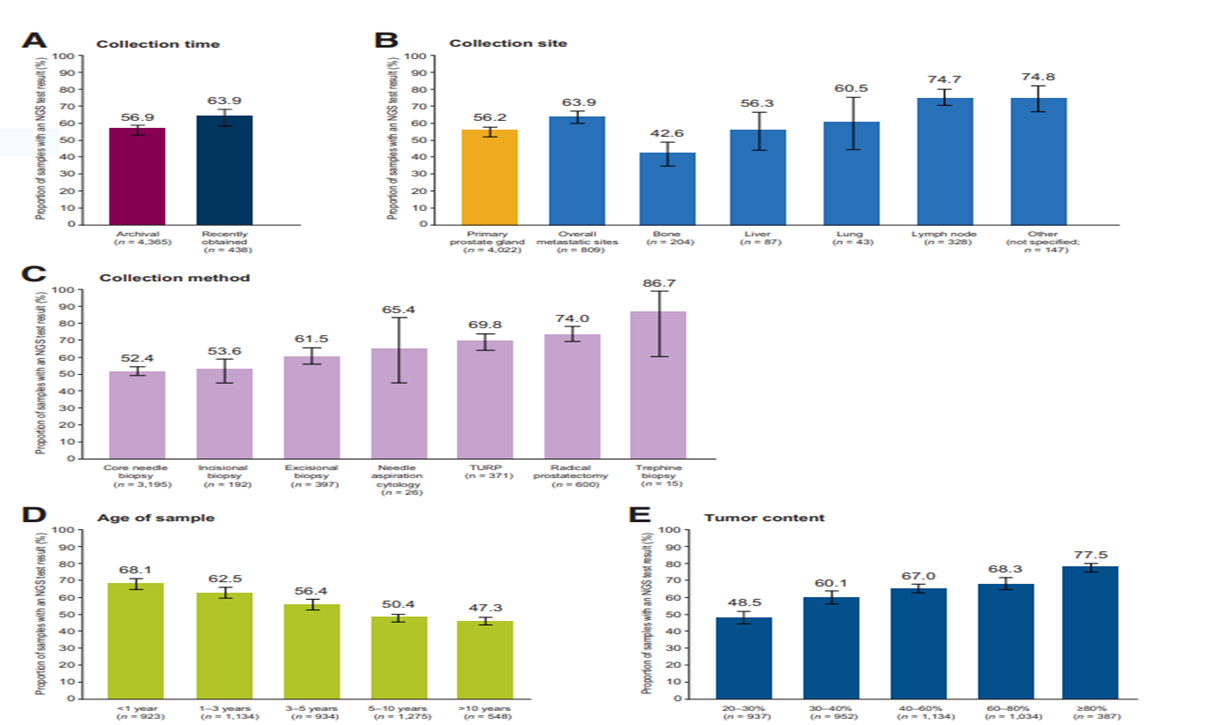 A Collection time
Proportion of samples with an NGS test result (%)
100
90
80
70
60
50
40
30
20
10
0
56.9
63.9
Archival
(n = 4,365)
Recently
obtained
(n = 438)
B Collection site
Proportion of samples with an NGS test result (%)
100
90
80
70
60
50
40
30
20
10
0
56.2
63.9
42.6
56.3
60.5
74.7
74.8
Primary
prostate gland
(n = 4,022)
Overall
metastatic sites
(n = 809)
Bone
(n = 204)
Liver
(n = 87)
Lung
(n = 43)
Lymph node
(n = 328)
Other
(not specified;
n = 147)
C Collection method
Proportion of samples with an NGS test result (%)
100
90
80
70
60
50
40
30
20
10
0
52.4
53.6
61.5
65.4
69.8
74.0
86.7
Core needle
biopsy
(n = 3,195)
Incisional
biopsy
(n = 192)
Excisional
biopsy
(n = 397)
Needle
aspiration
cytology
(n = 26)
TURP
(n = 371)
Radical
prostatectomy
(n = 600)
Trephine
biopsy
(n = 15)
D Age of sample
Proportion of samples with an NGS test result (%)
100
90
80
70
60
50
40
30
20
10
0
68.1
62.5
56.4
50.4
47.3
<1 year
(n = 923)
1–3 years
(n = 1,134)
3–5 years
(n = 934)
5–10 years
(n = 1,275)
>10 years
(n = 548)
E Tumor content
Proportion of samples with an NGS test result (%)
100
90
80
70
60
50
40
30
20
10
0
48.5
60.1
67.0
68.3
77.5
20–30%
(n = 937)
30–40%
(n = 952)
40–60%
(n = 1,134)
60–80%
(n = 1,034)
≥80%
(n = 387)